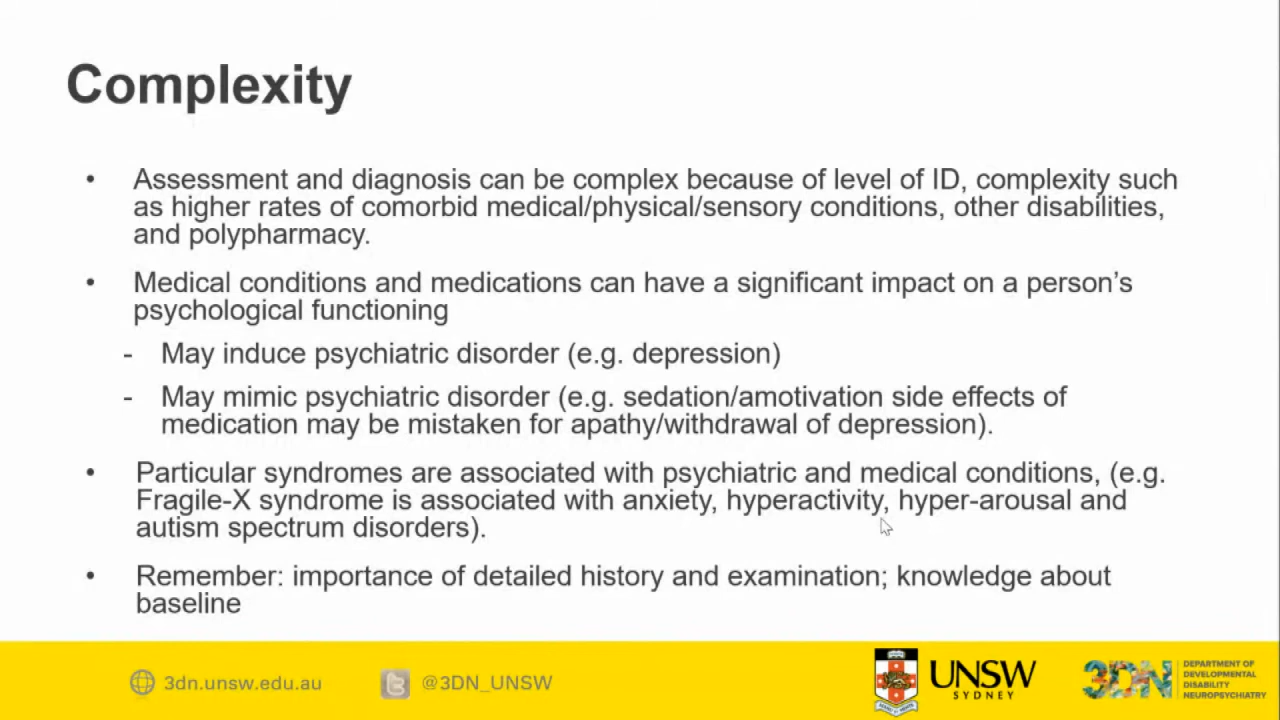 Complexity
• Assessment and diagnosis can be complex because of level of ID, complexity such
as higher rates of comorbid medical/physical/sensory conditions, other disabilities,
and polypharmacy.
• Medical conditions and medications can have a significant impact on a person’s
psychological functioning
- May induce psychiatric disorder (e.g. depression)
- May mimic psychiatric disorder (e.g. sedation/amotivation side effects of
medication may be mistaken for apathy/withdrawal of depression).
• Particular syndromes are associated with psychiatric and medical conditions, (e.g.
Fragile-X syndrome is associated with anxiety, hyperactivity, hyper-arousal and
autism spectrum disorders).
• Remember: importance of detailed history and examination; knowledge about
baseline
3dn.unsw.edu.au
@3DN_UNSW
UNSW
SYDNEY
3DN
DEPARTMENT OF
DEVELOPMENTAL
DISABILITY
NEUROPSYCHIATRY